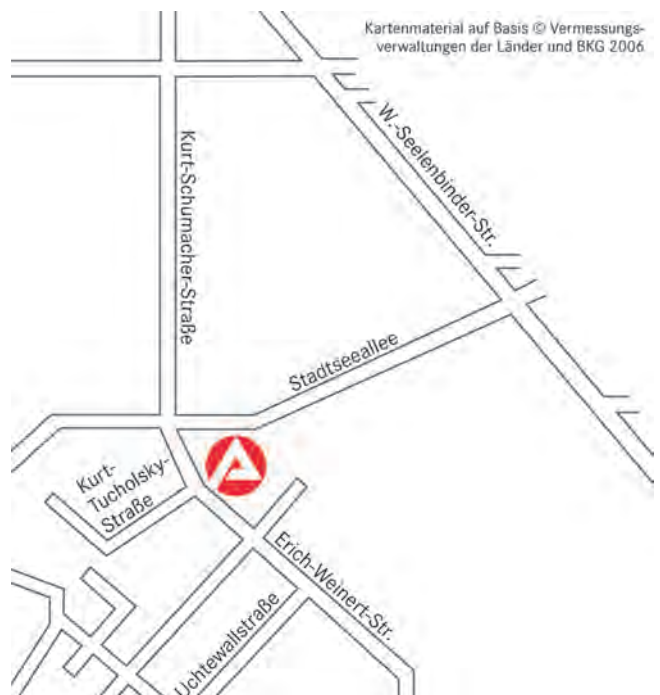 Kartenmaterial auf Basis © Vermessungs-
verwaltungen der Länder und BKG 2006
W.-Seelenbinder-Str.
Kurt-Schumacher-Straße
Stadtseeallee
Kurt-
Tucholsky-
Straße
Erich-Weinert-Str.
Uchtewallstraße